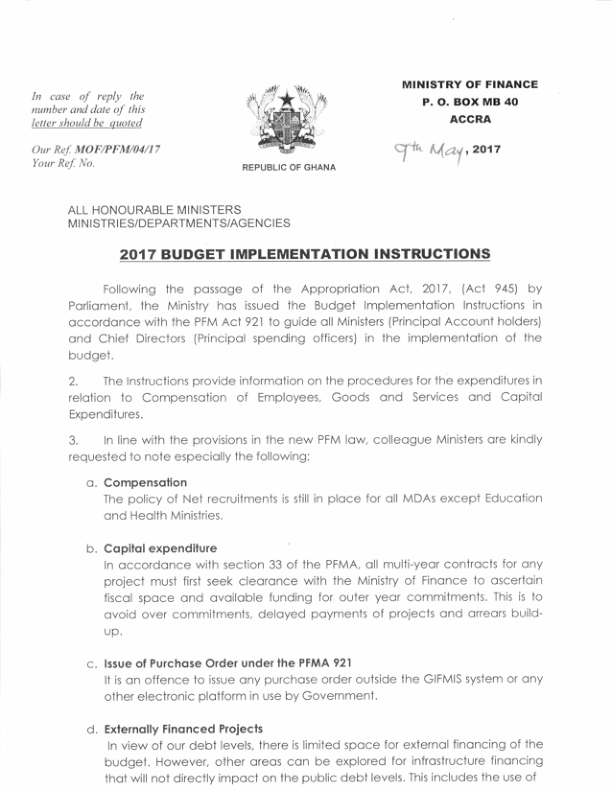 In case of reply the
number and date of this
letter should be quoted
Our Ref. MOF/PFM/04/17
Your Ref. No.
REPUBLIC OF GHANA
MINISTRY OF FINANCE
P. O. BOX MB 40
ACCRA
9th May, 2017
ALL HONOURABLE MINISTERS
MINISTRIES/DEPARTMENTS/AGENCIES
2017 BUDGET IMPLEMENTATION INSTRUCTIONS
Following the passage of the Appropriation Act, 2017, (Act 945) by
Parliament, the Ministry has issued the Budget Implementation Instructions in
accordance with the PFM Act 921 to guide all Ministers (Principal Account holders)
and Chief Directors (Principal spending officers) in the implementation of the
budget.
2. The Instructions provide information on the procedures for the expenditures in
relation to Compensation of Employees, Goods and Services and Capital
Expenditures.
3. In line with the provisions in the new PFM law, colleague Ministers are kindly
requested to note especially the following;
a. Compensation
The policy of Net recruitments is still in place for all MDAs except Education
and Health Ministries.
b. Capital expenditure
In accordance with section 33 of the PFMA, all multi-year contracts for any
project must first seek clearance with the Ministry of Finance to ascertain
fiscal space and available funding for outer year commitments. This is to
avoid over commitments, delayed payments of projects and arrears build-
up.
c. Issue of Purchase Order under the PFMA 921
It is an offence to issue any purchase order outside the GIFMIS system or any
other electronic platform in use by Government.
d. Externally Financed Projects
In view of our debt levels, there is limited space for external financing of the
budget. However, other areas can be explored for infrastructure financing
that will not directly impact on the public debt levels. This includes the use of